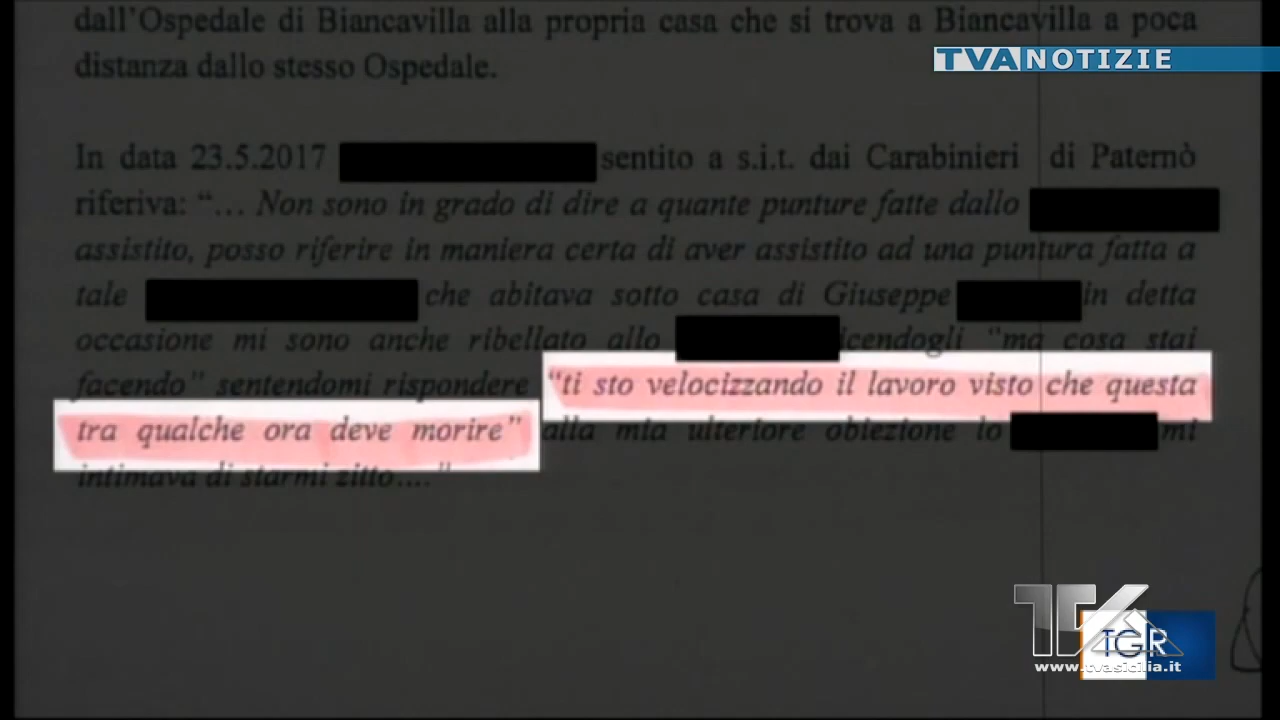 dall'Ospedale di Biancavilla alla propria casa che si trova a Biancavilla a poca
distanza dallo stesso Ospedale.
TVANOTIZIE
In data 23.5.2017 sentito a s.i.t. dai Carabinieri di Paternò
riferiva: “… Non sono in grado di dire a quante punture fatte dallo
assistito, posso riferire in maniera certa di aver assistito ad una puntura fatta a
tale che abitava sotto casa di Giuseppe in detta
occasione mi sono anche ribellato allo icendogli "ma cosa stai
facendo" sentendomi rispondere “ti sto velocizzando il lavoro visto che questa
tra qualche ora deve morire” alla mia ulteriore obiezione lo mi
intimava di starmi zitto...."
TGR
www.tvasicilia.it